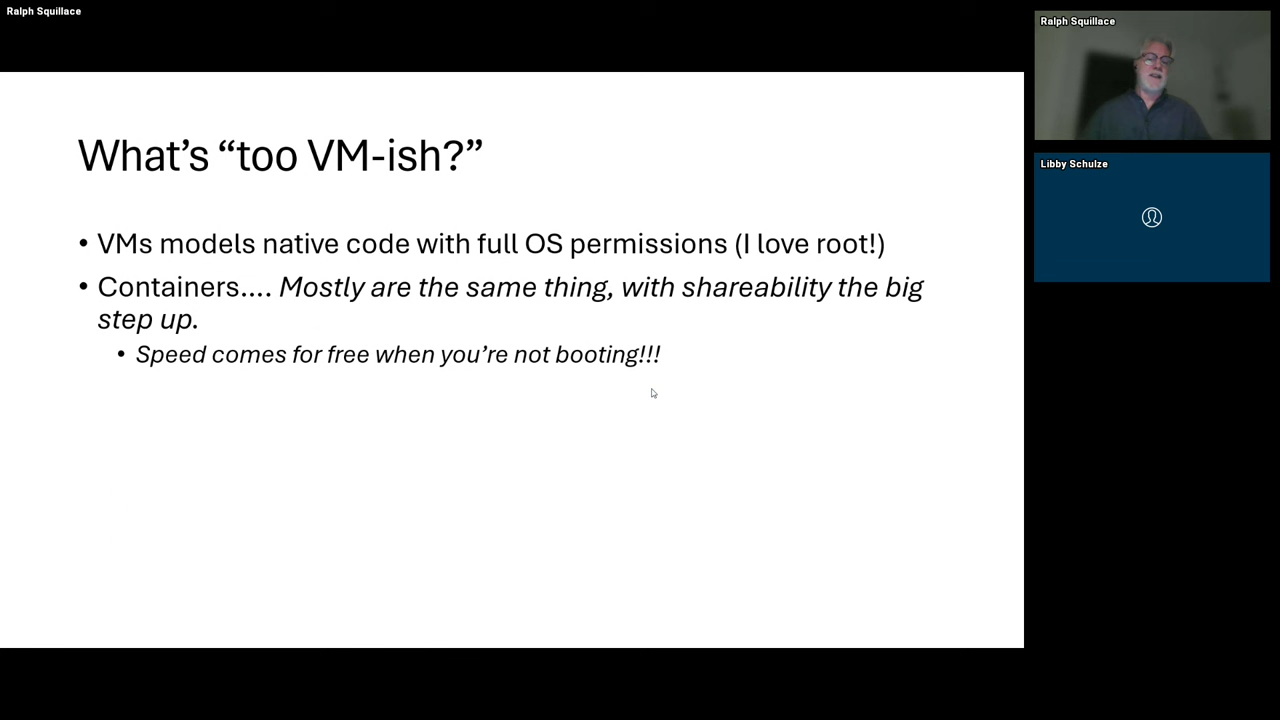 Ralph Squillace
Ralph Squillace
Libby Schulze
What’s “too VM-ish?”
• VMs models native code with full OS permissions (I love root!)
• Containers…. Mostly are the same thing, with shareability the big
step up.
• Speed comes for free when you’re not booting!!!